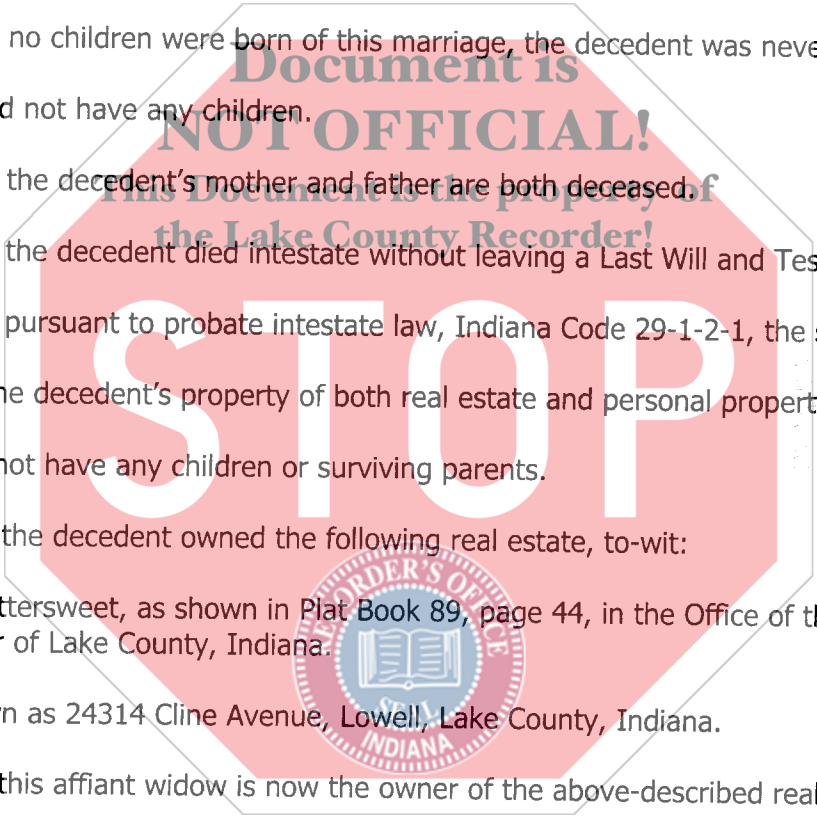 no children were born of this marriage, the decedent was neve
Document is
d not have any children.
NOT OFFICIAL!
the decedent's mother and father are both deceased.
This Document is the property of
the Lake County Recorder!
the decedent died intestate without leaving a Last Will and Tes
pursuant to probate intestate law, Indiana Code 29-1-2-1, the s
STOP
he decedent's property of both real estate and personal propert
not have any children or surviving parents.
the decedent owned the following real estate, to-wit:
RECORDER'S OFFICE
ttersweet, as shown in Plat Book 89, page 44, in the Office of th
r of Lake County, Indiana.
n as 24314 Cline Avenue, Lowell, Lake County, Indiana.
SEAL
INDIANA
this affiant widow is now the owner of the above-described real